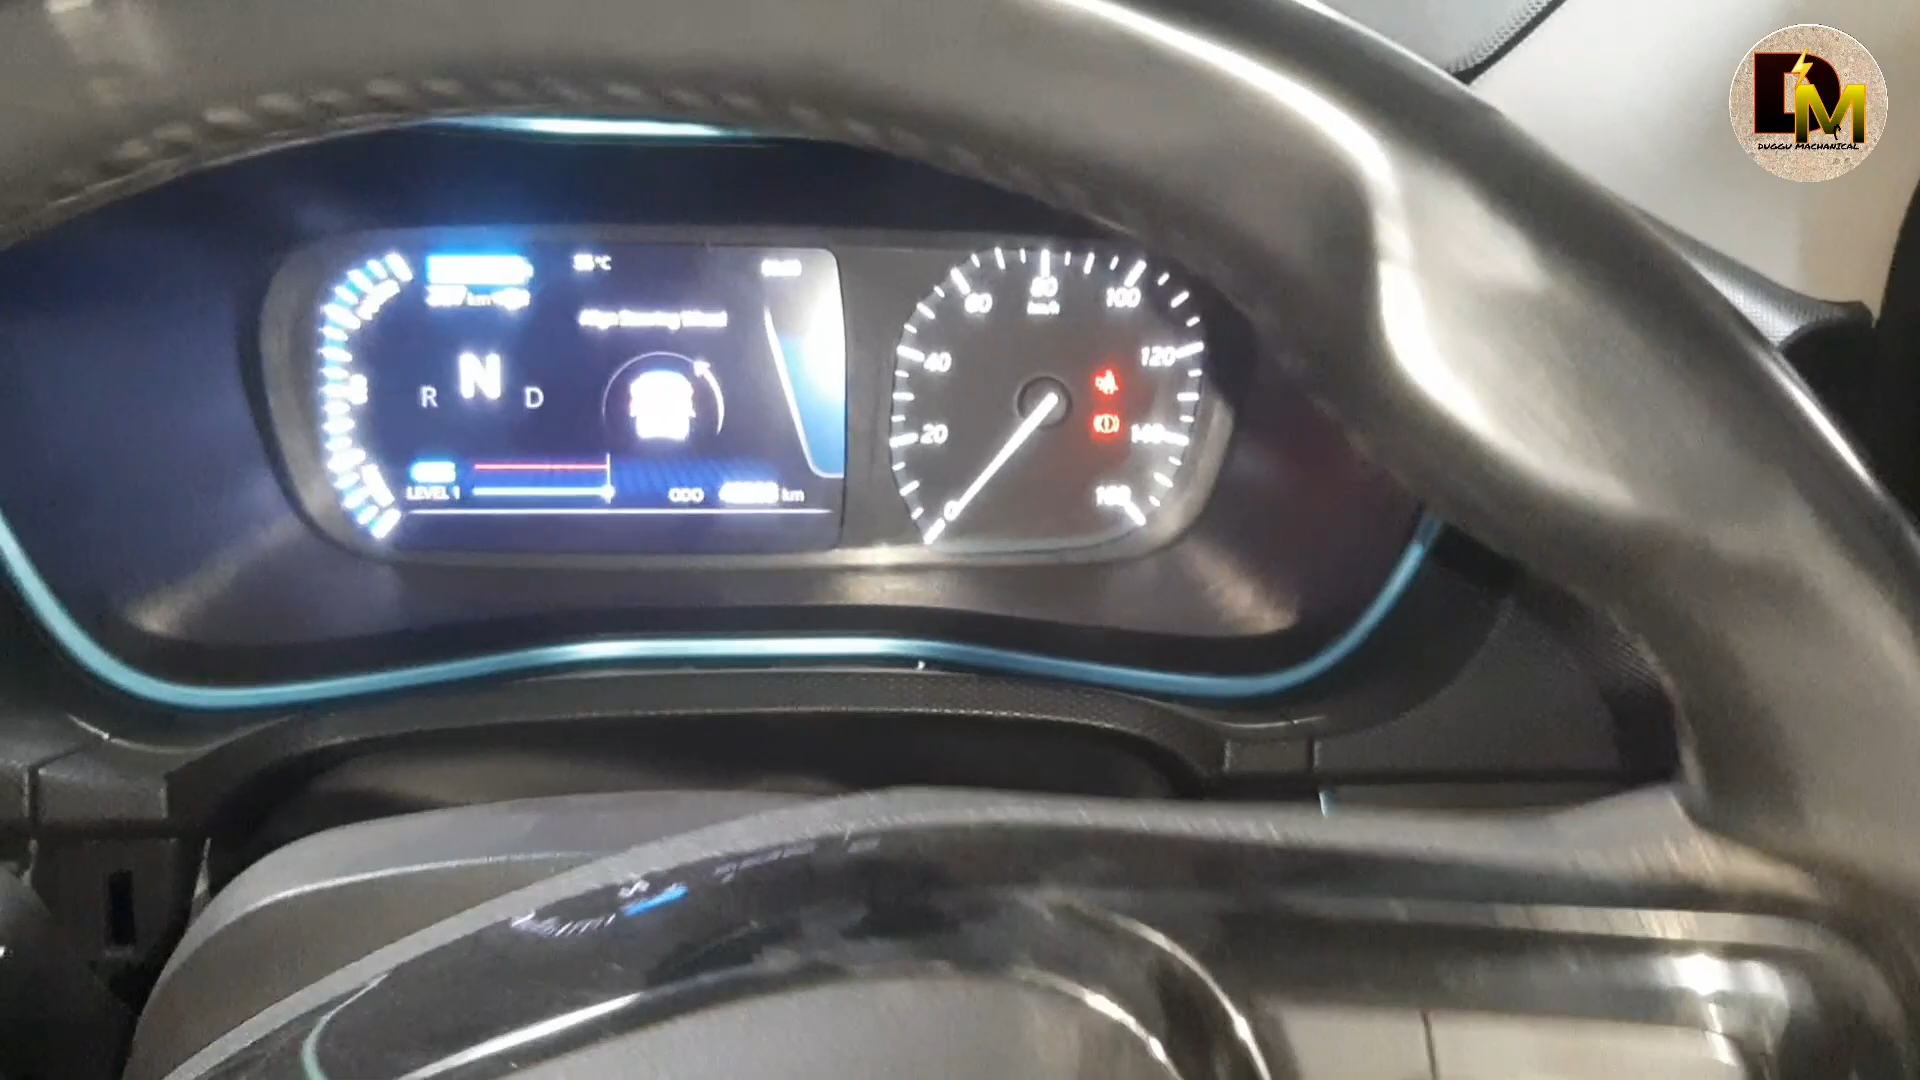 DM
DUGGU MACHANICAL
°C
Align Steering Wheel
R N D
LEVEL 1
ODO
km
0
20
40
60
80
km/h
100
120
140
160